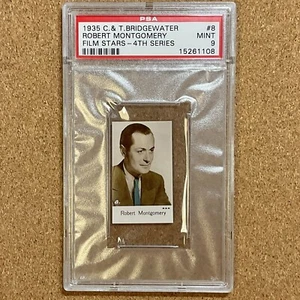 PSA
1935 C.& T.BRIDGEWATER #8
ROBERT MONTGOMERY MINT
FILM STARS-4TH SERIES 9
15261108
Robert Montgomery